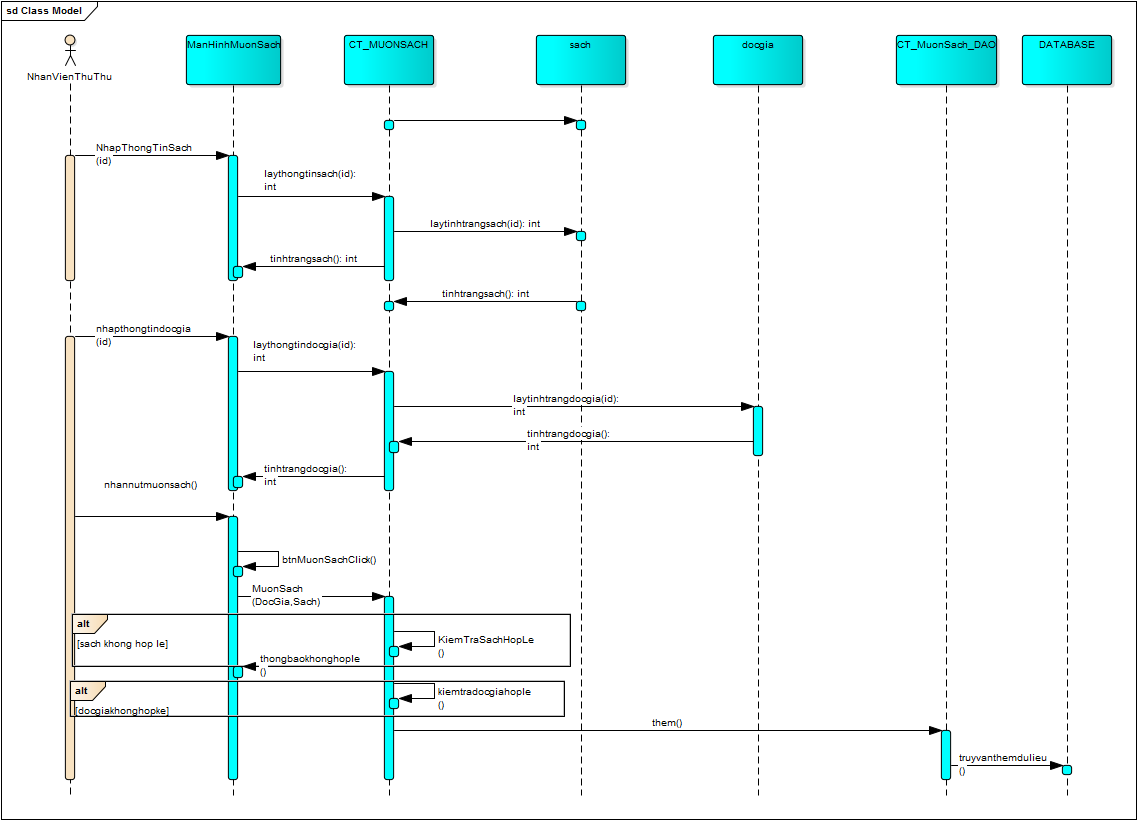 sd Class Model
NhanVienThuThu
ManHinhMuonSach
CT_MUONSACH
sach
docgia
CT_MuonSach_DAO
DATABASE
NhapThongTinSach
(id)
laythongtinsach(id):
int
laytinhtrangsach(id): int
tinhtrangsach(): int
tinhtrangsach(): int
nhapthongtindocgia
(id)
laythongtindocgia(id):
int
laytinhtrangdocgia(id):
int
tinhtrangdocgia():
int
tinhtrangdocgia():
int
nhannutmuonsach()
btnMuonSachClick()
MuonSach
(DocGia,Sach)
alt
[sach khong hop le]
KiemTraSachHopLe
()
thongbaokhonghople
()
alt
[docgiakhonghopke]
kiemtradocgiahople
()
them()
truyvanthemdulieu
()